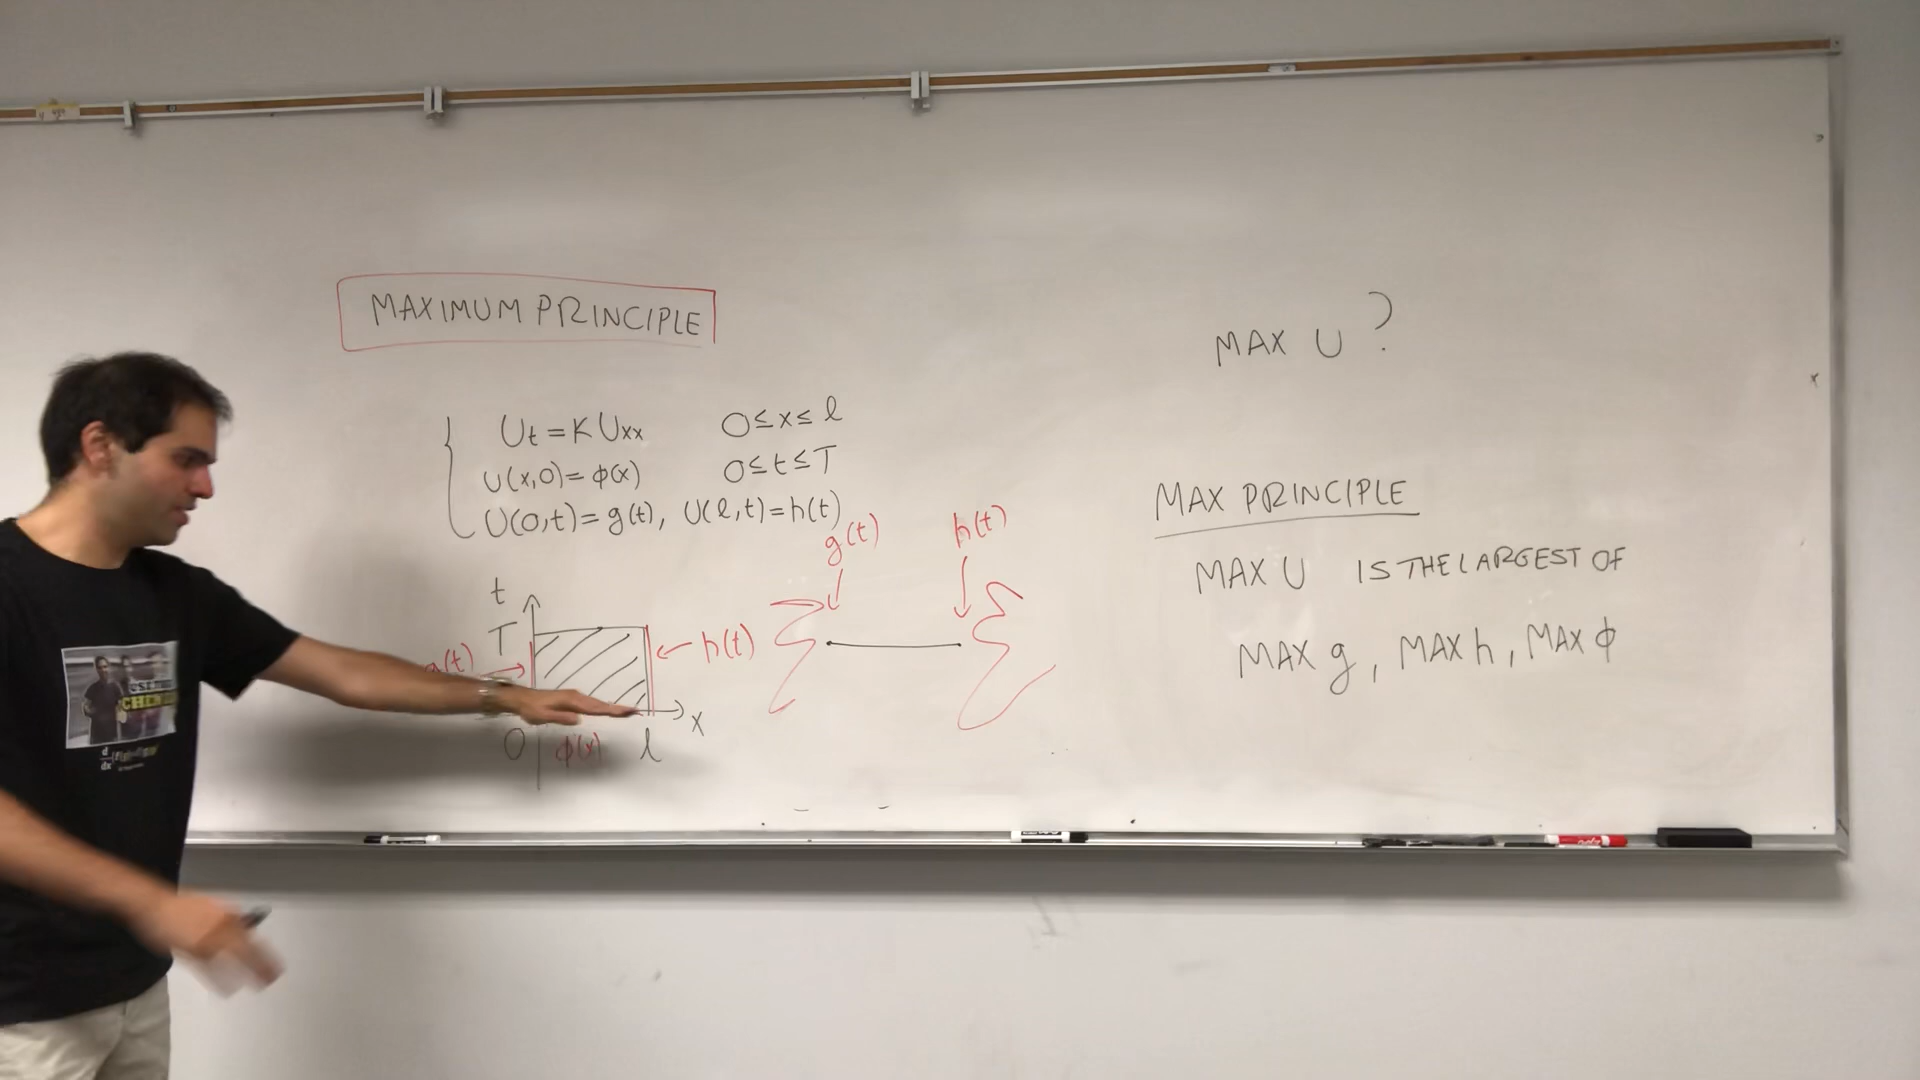 MAXIMUM PRINCIPLE
Ut = K Uxx 0 ≤ x ≤ l
U(x,0) = φ(x) 0 ≤ t ≤ T
U(0,t) = g(t), U(l,t) = h(t)
g(t) h(t)
t
T
g(t) h(t)
x
0 φ(x) l
MAX U ?
MAX PRINCIPLE
MAX U IS THE LARGEST OF
MAX g, MAX h, MAX φ
d
dx